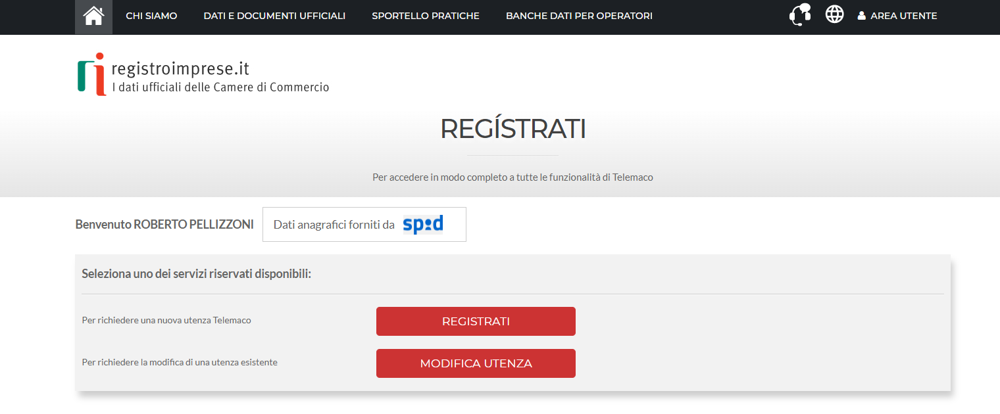 CHI SIAMO DATI E DOCUMENTI UFFICIALI SPORTELLO PRATICHE BANCHE DATI PER OPERATORI AREA UTENTE
registroimprese.it
I dati ufficiali delle Camere di Commercio
REGÍSTRATI
Per accedere in modo completo a tutte le funzionalità di Telemaco
Benvenuto ROBERTO PELLIZZONI Dati anagrafici forniti da spid
Seleziona uno dei servizi riservati disponibili:
Per richiedere una nuova utenza Telemaco REGISTRATI
Per richiedere la modifica di una utenza esistente MODIFICA UTENZA